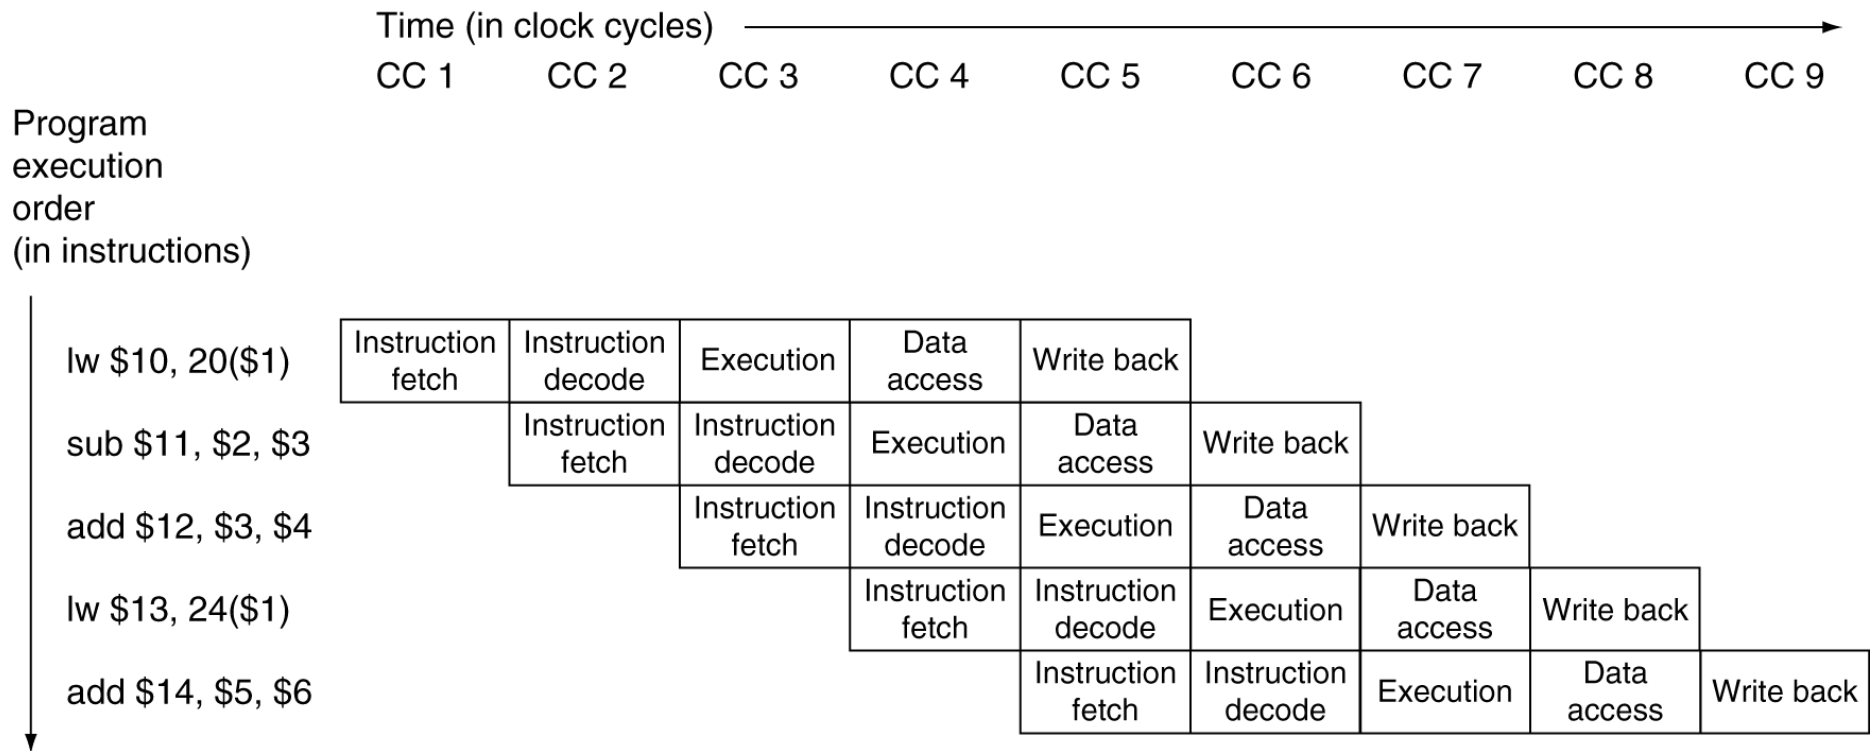 Time (in clock cycles)
CC 1 CC 2 CC 3 CC 4 CC 5 CC 6 CC 7 CC 8 CC 9
Program
execution
order
(in instructions)
lw $10, 20($1)
Instruction
fetch
Instruction
decode
Execution
Data
access
Write back
sub $11, $2, $3
Instruction
fetch
Instruction
decode
Execution
Data
access
Write back
add $12, $3, $4
Instruction
fetch
Instruction
decode
Execution
Data
access
Write back
lw $13, 24($1)
Instruction
fetch
Instruction
decode
Execution
Data
access
Write back
add $14, $5, $6
Instruction
fetch
Instruction
decode
Execution
Data
access
Write back